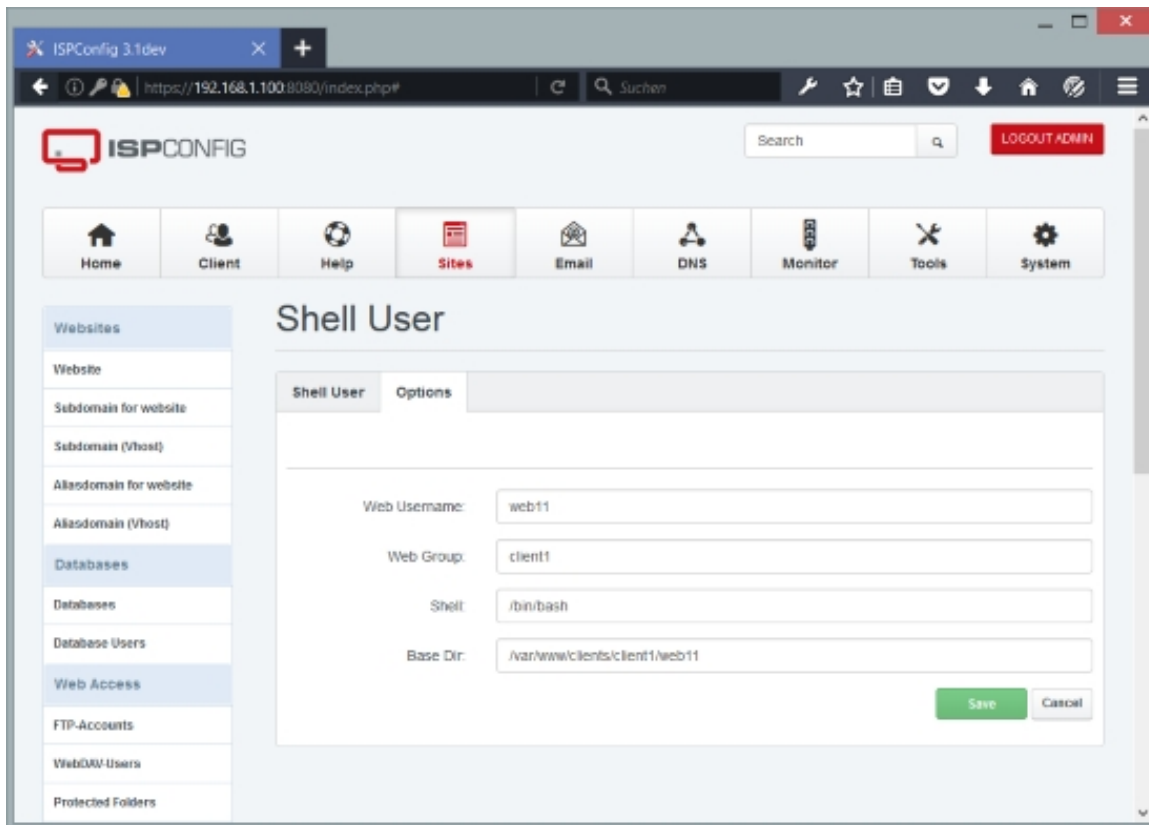 ISPConfig 3.1dev
https://192.168.1.100:8080/index.php#
Suchen
ISPCONFIG
Search
LOGOUT ADMIN
Home
Client
Help
Sites
Email
DNS
Monitor
Tools
System
Websites
Website
Subdomain for website
Subdomain (Vhost)
Aliasdomain for website
Aliasdomain (Vhost)
Databases
Databases
Database Users
Web Access
FTP-Accounts
WebDAV-Users
Protected Folders
Shell User
Shell User
Options
Web Username: web11
Web Group: client1
Shell: /bin/bash
Base Dir: /var/www/clients/client1/web11
Save
Cancel